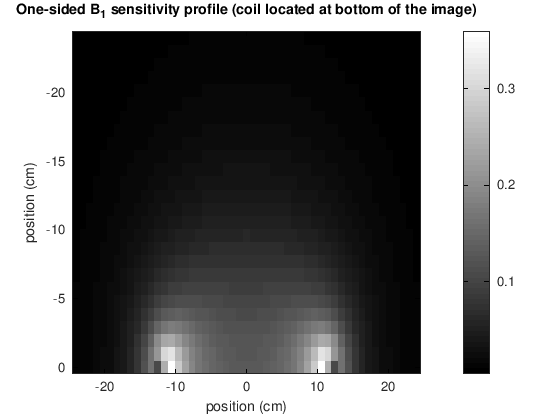 One-sided B1 sensitivity profile (coil located at bottom of the image)
-20
-15
-10
-5
0
position (cm)
-20 -10 0 10 20
position (cm)
0.3
0.2
0.1